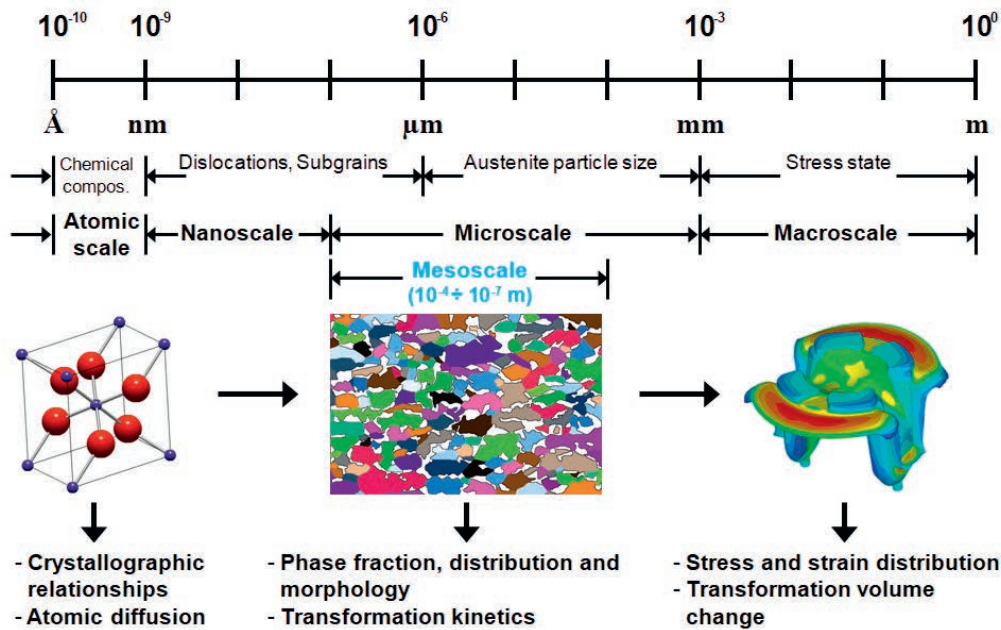 10⁻¹⁰ 10⁻⁹ 10⁻⁶ 10⁻³ 10⁰
Å nm µm mm m
Chemical
compos.
Dislocations, Subgrains
Austenite particle size
Stress state
Atomic
scale
Nanoscale
Microscale
Macroscale
Mesoscale
(10⁻⁴ ÷ 10⁻⁷ m)
- Crystallographic
relationships
- Atomic diffusion
- Phase fraction, distribution and
morphology
- Transformation kinetics
- Stress and strain distribution
- Transformation volume
change